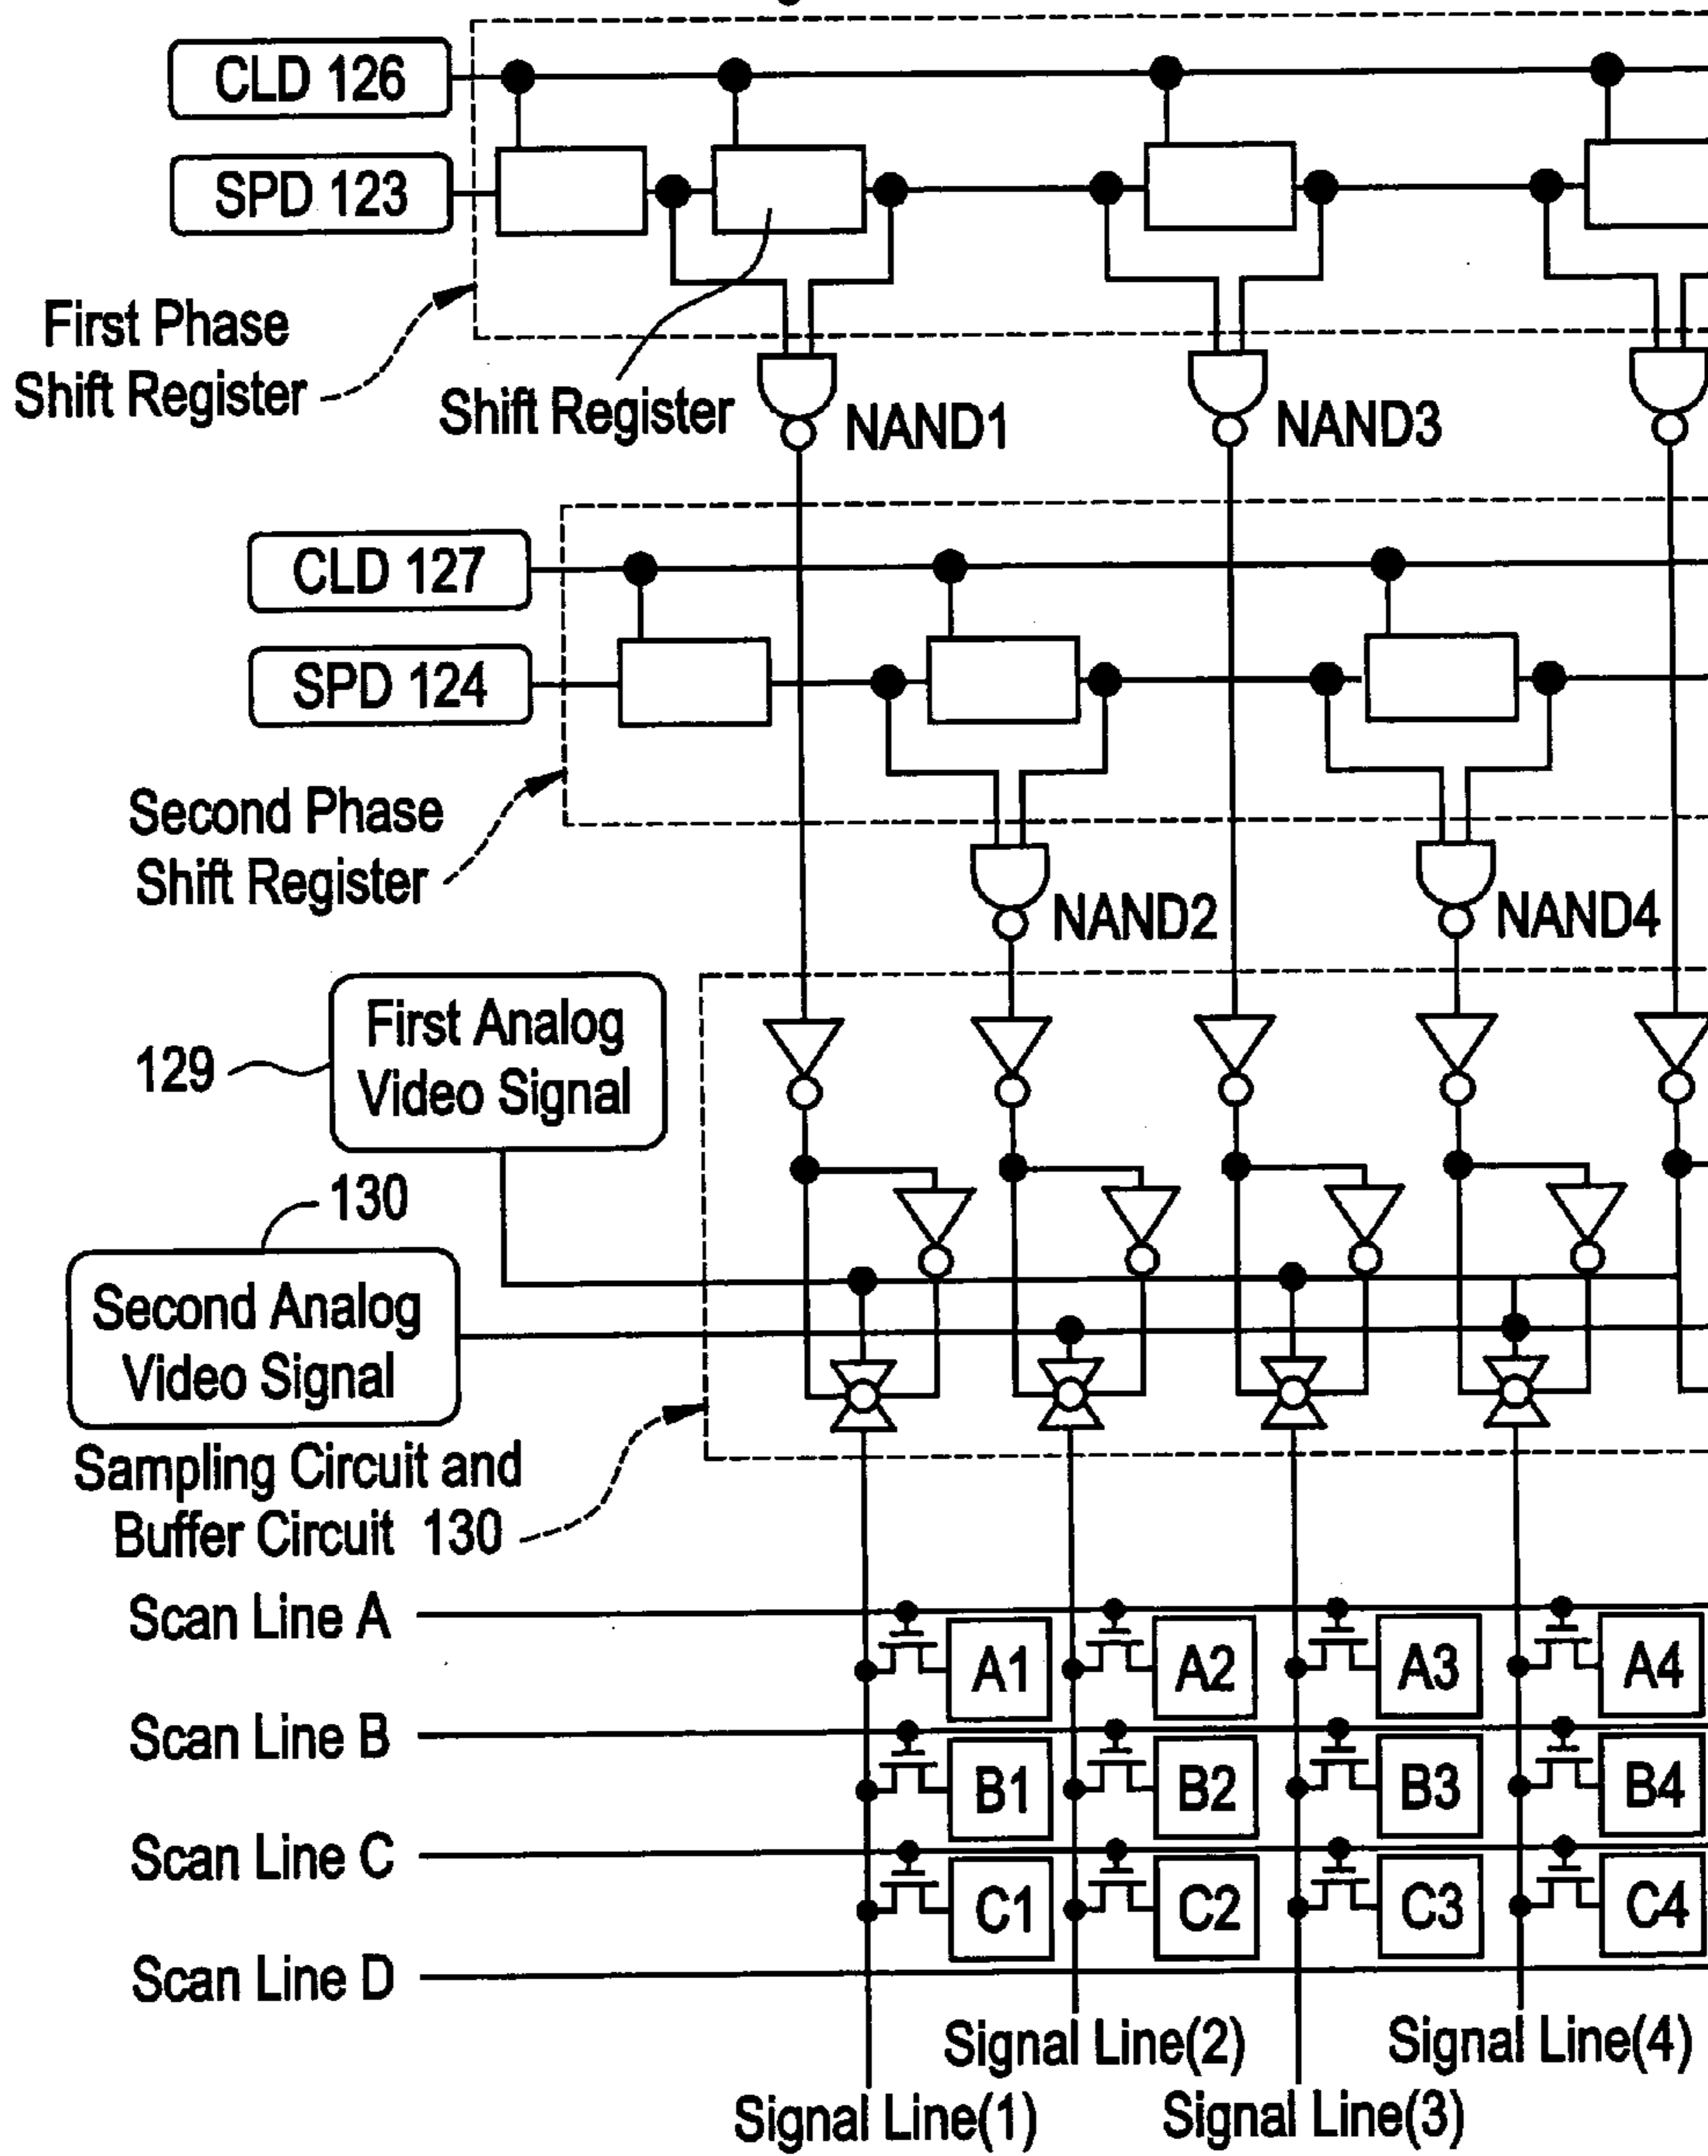 CLD 126
SPD 123
First Phase
Shift Register
Shift Register
NAND1
NAND3
CLD 127
SPD 124
Second Phase
Shift Register
NAND2
NAND4
First Analog
Video Signal
129
130
Second Analog
Video Signal
Sampling Circuit and
Buffer Circuit 130
Scan Line A
A1 A2 A3 A4
Scan Line B
B1 B2 B3 B4
Scan Line C
C1 C2 C3 C4
Scan Line D
Signal Line(2)
Signal Line(4)
Signal Line(1)
Signal Line(3)